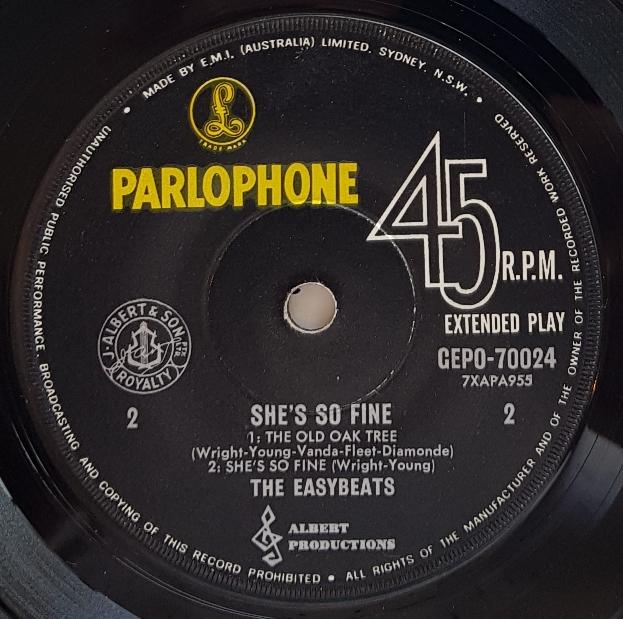 MADE BY E.M.I. (AUSTRALIA) LIMITED. SYDNEY. N.S.W.
UNAUTHORISED PUBLIC PERFORMANCE. BROADCASTING AND COPYING OF THIS RECORD PROHIBITED • ALL RIGHTS OF THE MANUFACTURER AND OF THE OWNER OF THE RECORDED WORK RESERVED
£
TRADE MARK
PARLOPHONE
45 R.P.M.
EXTENDED PLAY
J. ALBERT & SON
PTY LTD
ROYALTY
GEPO-70024
7XAPA955
2
2
SHE'S SO FINE
1: THE OLD OAK TREE
(Wright-Young-Vanda-Fleet-Diamonde)
2: SHE'S SO FINE (Wright-Young)
THE EASYBEATS
ALBERT
PRODUCTIONS